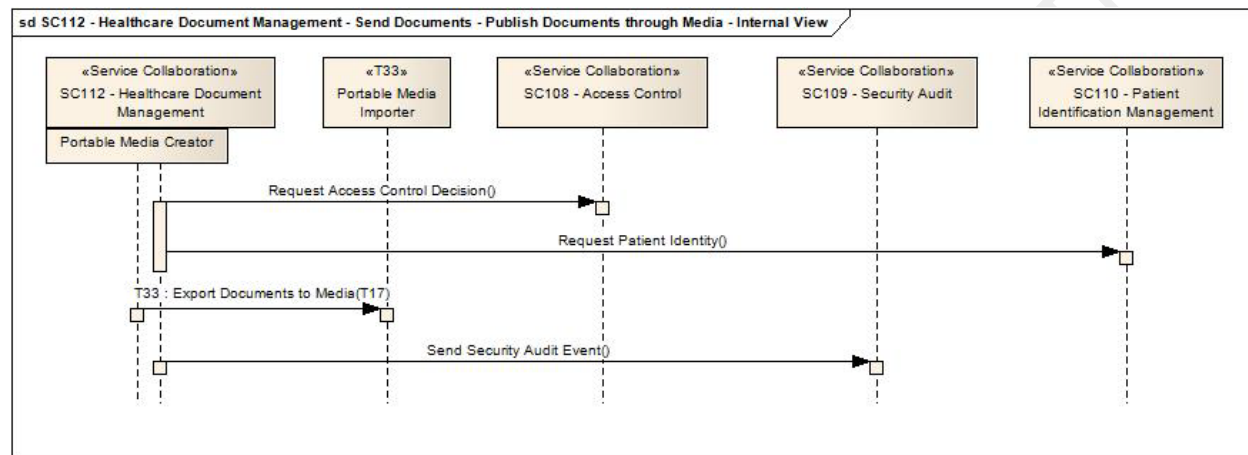 sd SC112 - Healthcare Document Management - Send Documents - Publish Documents through Media - Internal View
«Service Collaboration»
SC112 - Healthcare Document
Management
Portable Media Creator
«T33»
Portable Media
Importer
«Service Collaboration»
SC108 - Access Control
«Service Collaboration»
SC109 - Security Audit
«Service Collaboration»
SC110 - Patient
Identification Management
Request Access Control Decision()
Request Patient Identity()
T33 : Export Documents to Media(T17)
Send Security Audit Event()